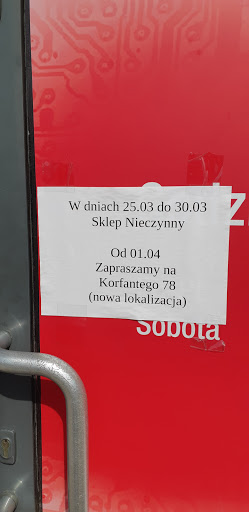 W dniach 25.03 do 30.03
Sklep Nieczynny
Od 01.04
Zapraszamy na
Korfantego 78
(nowa lokalizacja)
Sobota